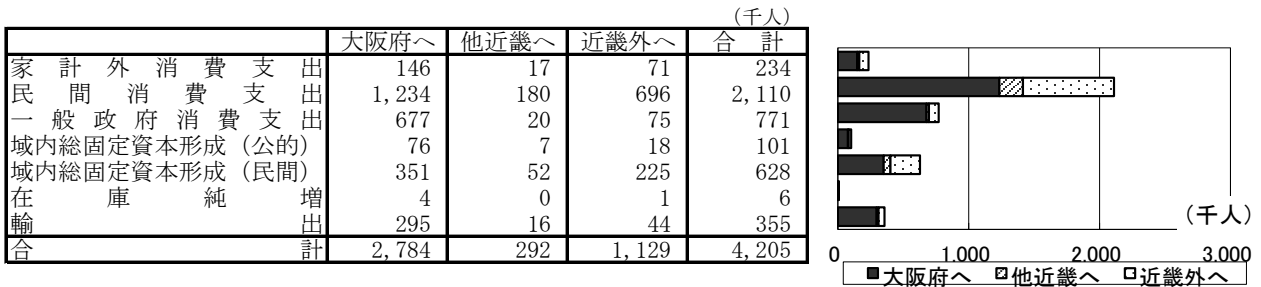 （千人）
大阪府へ 他近畿へ 近畿外へ 合計
家計外消費支出 146 17 71 234
民間消費支出 1,234 180 696 2,110
一般政府消費支出 677 20 75 771
域内総固定資本形成（公的） 76 7 18 101
域内総固定資本形成（民間） 351 52 225 628
在庫純増 4 0 1 6
輸出 295 16 44 355
合計 2,784 292 1,129 4,205
（千人）
0 1,000 2,000 3,000
大阪府へ 他近畿へ 近畿外へ